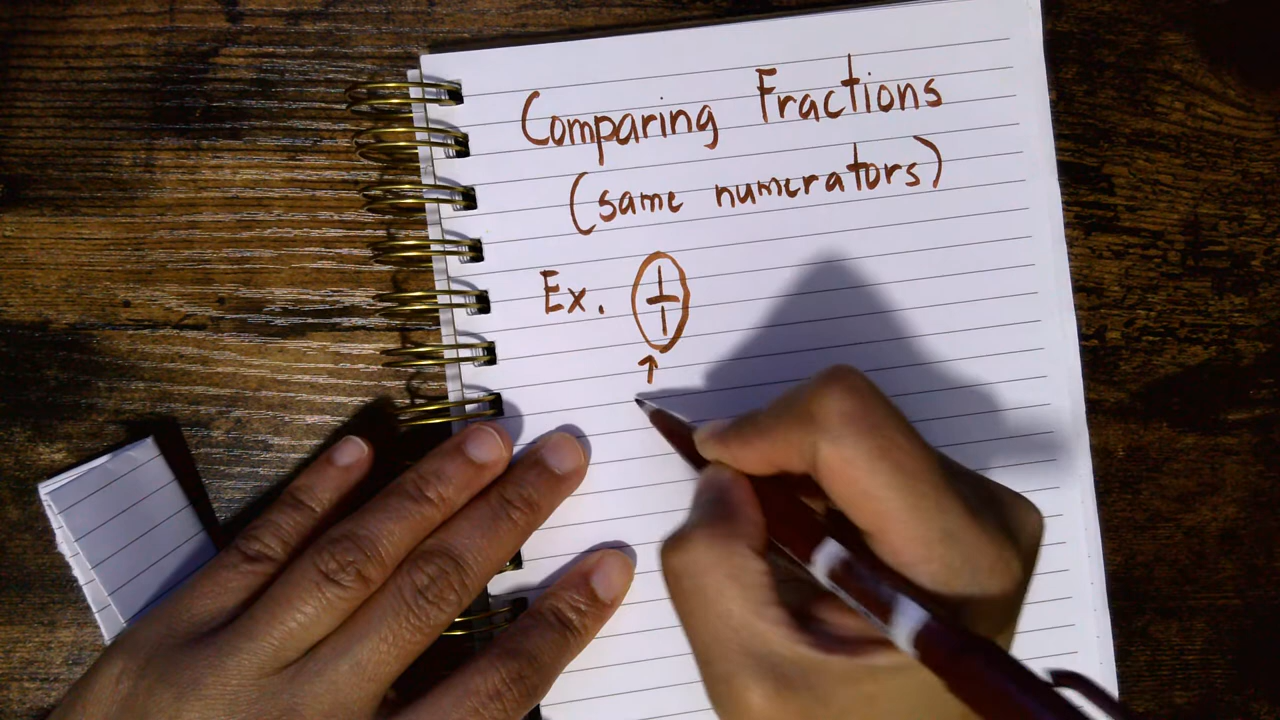 Comparing Fractions
(same numerators)
Ex. 1/1
↑